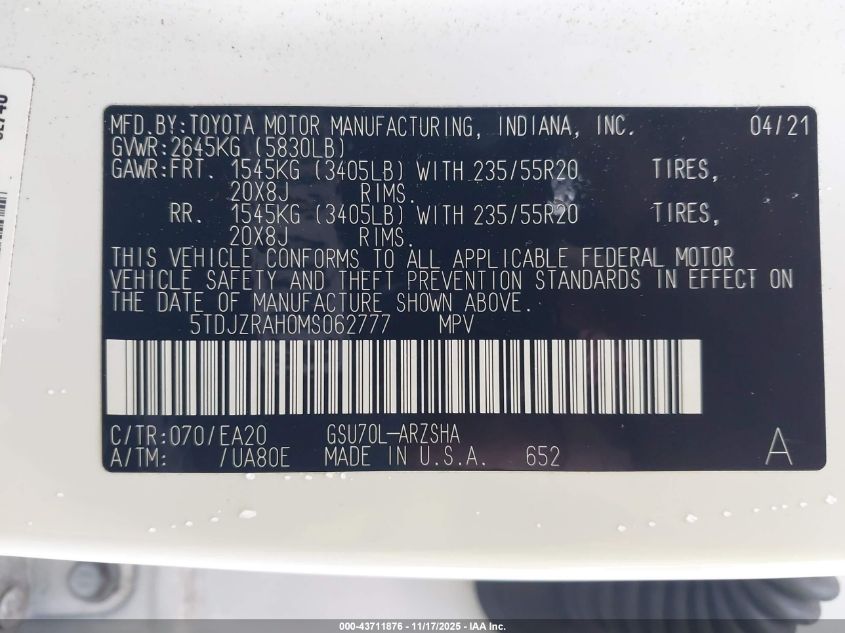 MFD.BY:TOYOTA MOTOR MANUFACTURING, INDIANA, INC. 04/21
GVWR:2645KG (5830LB)
GAWR:FRT. 1545KG (3405LB) WITH 235/55R20 TIRES,
20X8J RIMS.
RR. 1545KG (3405LB) WITH 235/55R20 TIRES,
20X8J RIMS.
THIS VEHICLE CONFORMS TO ALL APPLICABLE FEDERAL MOTOR
VEHICLE SAFETY AND THEFT PREVENTION STANDARDS IN EFFECT ON
THE DATE OF MANUFACTURE SHOWN ABOVE.
5TDJZRAH0MS062777 MPV
C/TR:070/EA20 GSU70L-ARZSHA
A/TM: /UA80E MADE IN U.S.A. 652 A
000-43711876 - 11/17/2025 - IAA Inc.